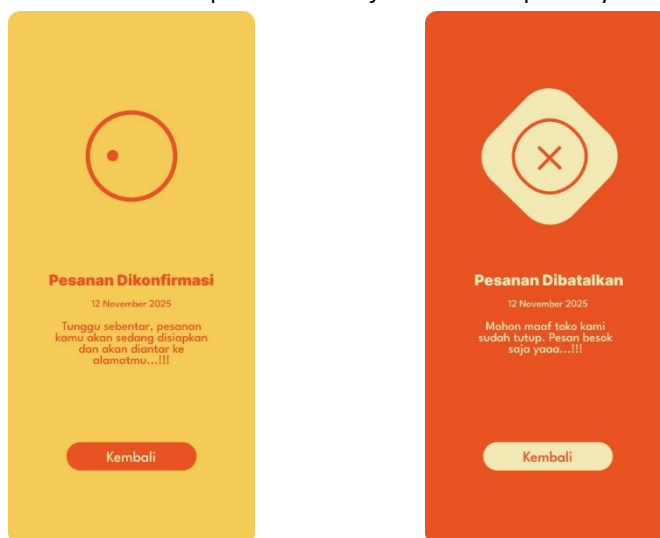 Pesanan Dikonfirmasi
12 November 2025
Tunggu sebentar, pesanan
kamu akan sedang disiapkan
dan akan diantar ke
alamatmu...!!!
Kembali
Pesanan Dibatalkan
12 November 2025
Mohon maaf toko kami
sudah tutup. Pesan besok
saja yaaa...!!!
Kembali